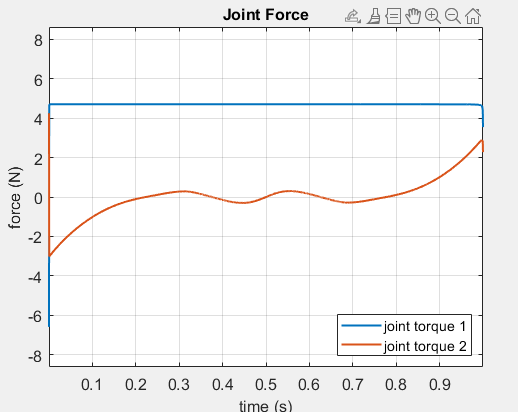 Joint Force
8
6
4
2
0
-2
-4
-6
-8
force (N)
joint torque 1
joint torque 2
0.1 0.2 0.3 0.4 0.5 0.6 0.7 0.8 0.9
time (s)